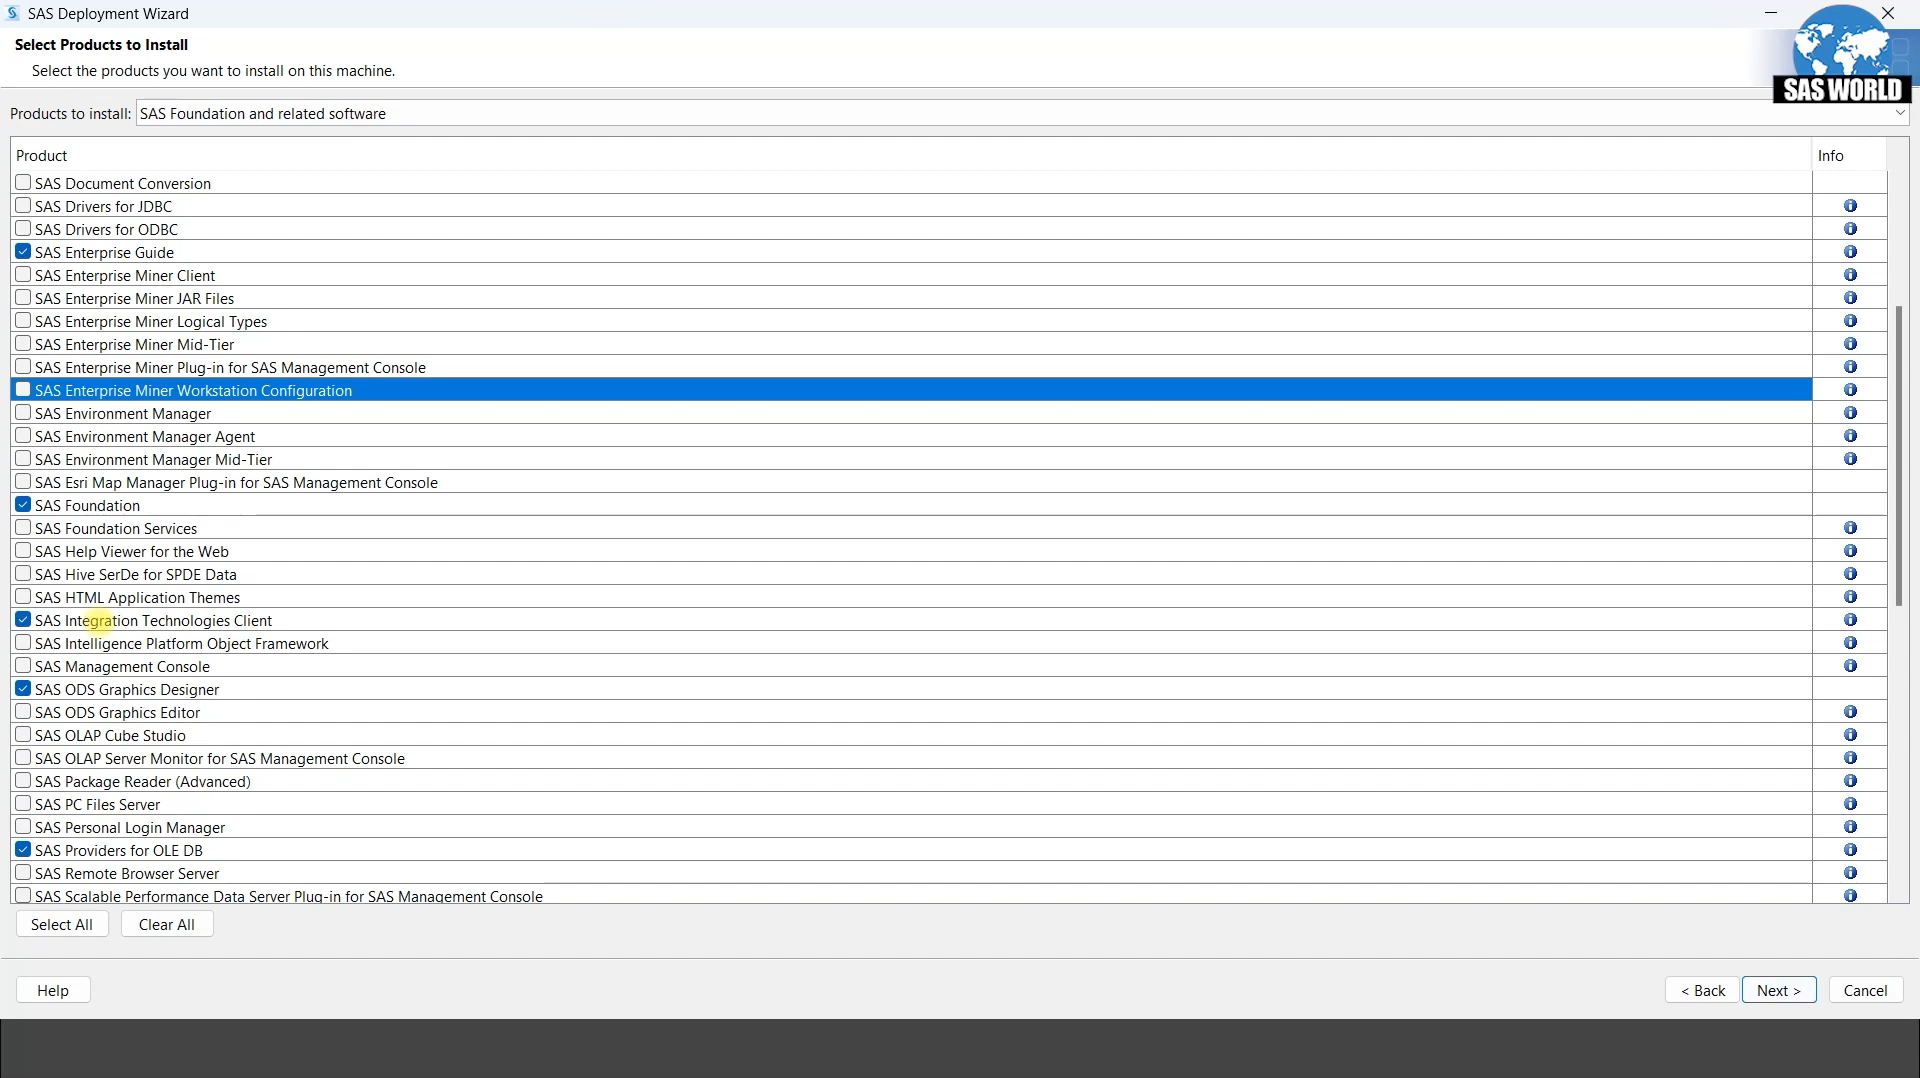 SAS Deployment Wizard
Select Products to Install
Select the products you want to install on this machine.
SAS WORLD
Products to install: SAS Foundation and related software
Product Info
SAS Document Conversion
SAS Drivers for JDBC
SAS Drivers for ODBC
SAS Enterprise Guide
SAS Enterprise Miner Client
SAS Enterprise Miner JAR Files
SAS Enterprise Miner Logical Types
SAS Enterprise Miner Mid-Tier
SAS Enterprise Miner Plug-in for SAS Management Console
SAS Enterprise Miner Workstation Configuration
SAS Environment Manager
SAS Environment Manager Agent
SAS Environment Manager Mid-Tier
SAS Esri Map Manager Plug-in for SAS Management Console
SAS Foundation
SAS Foundation Services
SAS Help Viewer for the Web
SAS Hive SerDe for SPDE Data
SAS HTML Application Themes
SAS Integration Technologies Client
SAS Intelligence Platform Object Framework
SAS Management Console
SAS ODS Graphics Designer
SAS ODS Graphics Editor
SAS OLAP Cube Studio
SAS OLAP Server Monitor for SAS Management Console
SAS Package Reader (Advanced)
SAS PC Files Server
SAS Personal Login Manager
SAS Providers for OLE DB
SAS Remote Browser Server
SAS Scalable Performance Data Server Plug-in for SAS Management Console
Select All Clear All
Help < Back Next > Cancel